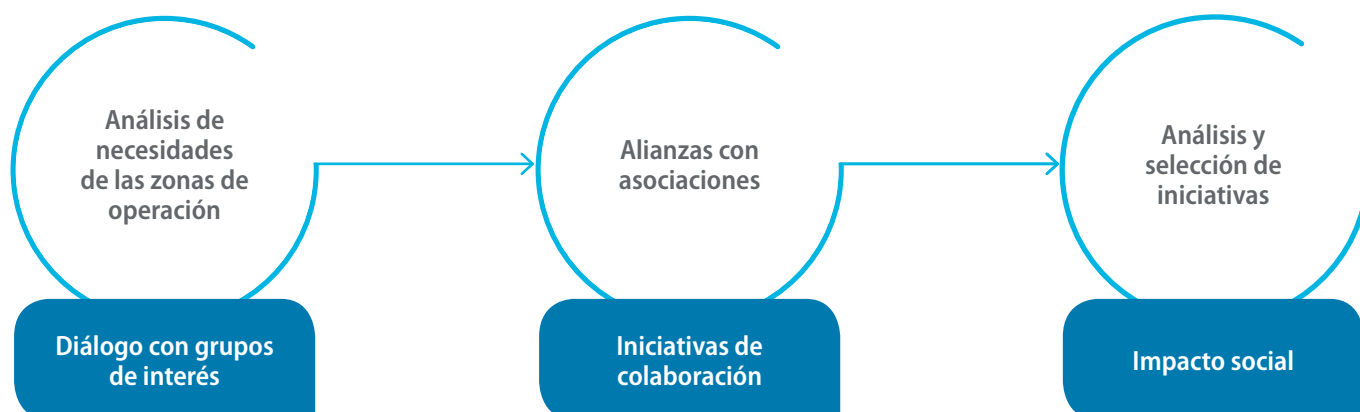 Análisis de
necesidades
de las zonas de
operación
Diálogo con grupos
de interés
Alianzas con
asociaciones
Iniciativas de
colaboración
Análisis y
selección de
iniciativas
Impacto social